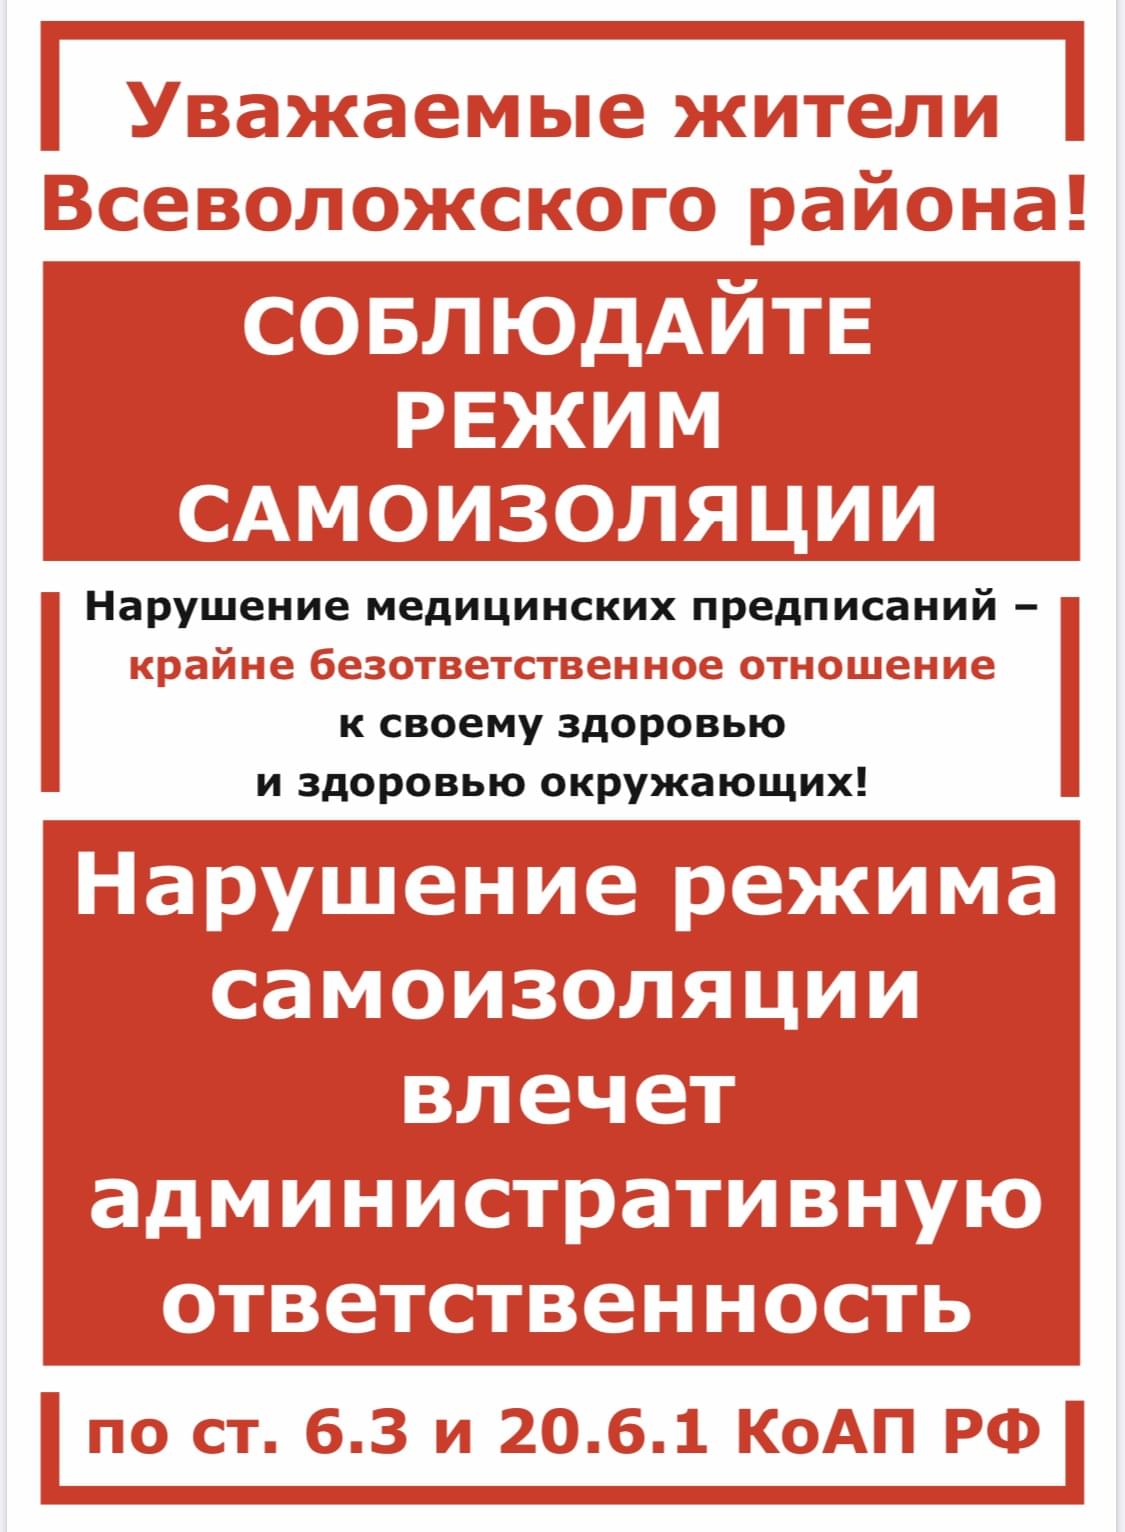 Уважаемые жители
Всеволожского района!
СОБЛЮДАЙТЕ
РЕЖИМ
САМОИЗОЛЯЦИИ
Нарушение медицинских предписаний –
крайне безответственное отношение
к своему здоровью
и здоровью окружающих!
Нарушение режима
самоизоляции
влечет
административную
ответственность
по ст. 6.3 и 20.6.1 КоАП РФ